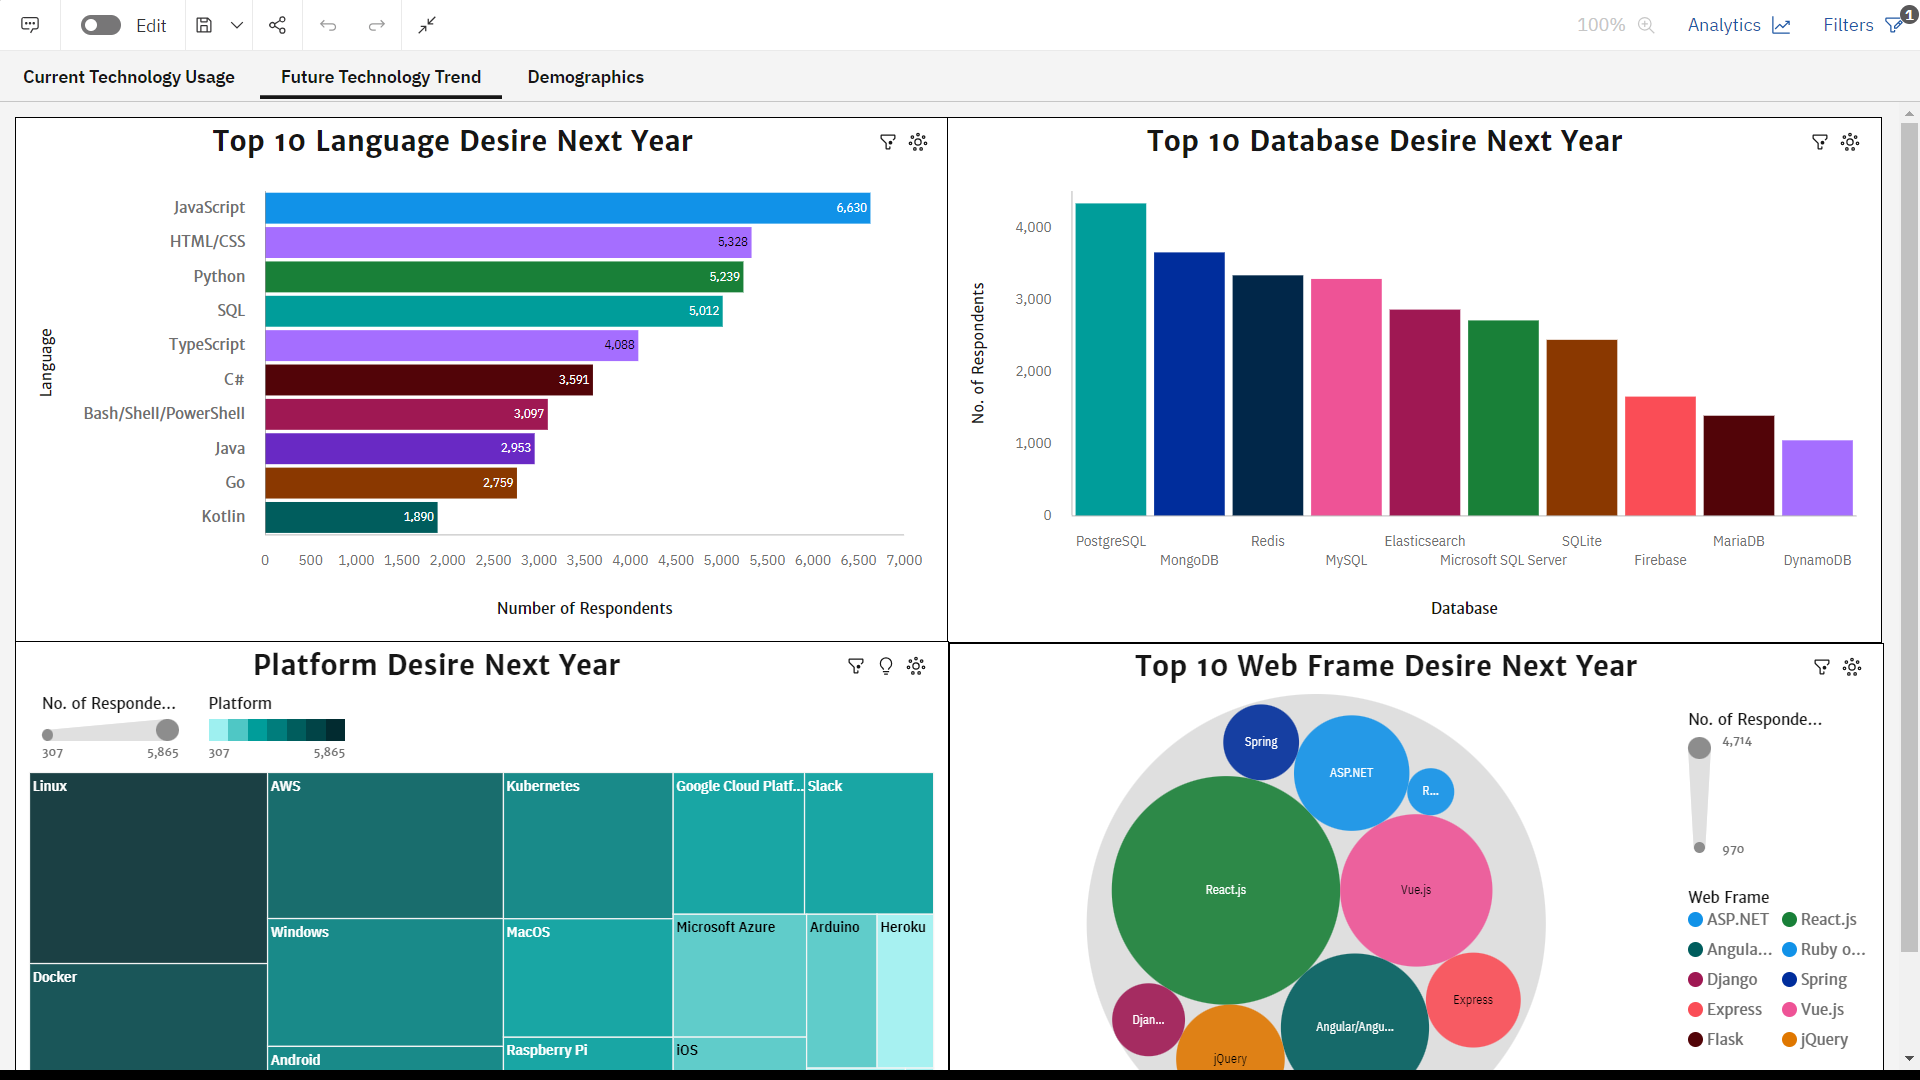 Edit
100%
Analytics
Filters
1
Current Technology Usage
Future Technology Trend
Demographics
Top 10 Language Desire Next Year
Language
JavaScript 6,630
HTML/CSS 5,328
Python 5,239
SQL 5,012
TypeScript 4,088
C# 3,591
Bash/Shell/PowerShell 3,097
Java 2,953
Go 2,759
Kotlin 1,890
0 500 1,000 1,500 2,000 2,500 3,000 3,500 4,000 4,500 5,000 5,500 6,000 6,500 7,000
Number of Respondents
Top 10 Database Desire Next Year
No. of Respondents
4,000
3,000
2,000
1,000
0
PostgreSQL Redis Elasticsearch SQLite MariaDB
MongoDB MySQL Microsoft SQL Server Firebase DynamoDB
Database
Platform Desire Next Year
No. of Responde... Platform
307 5,865 307 5,865
Linux AWS Kubernetes Google Cloud Platf... Slack
Microsoft Azure Arduino Heroku
Windows MacOS
Docker
Raspberry Pi iOS
Android
Top 10 Web Frame Desire Next Year
Spring
ASP.NET
R...
React.js
Vue.js
Express
Djan...
Angular/Angu...
jQuery
No. of Responde...
4,714
970
Web Frame
ASP.NET React.js
Angula... Ruby o...
Django Spring
Express Vue.js
Flask jQuery